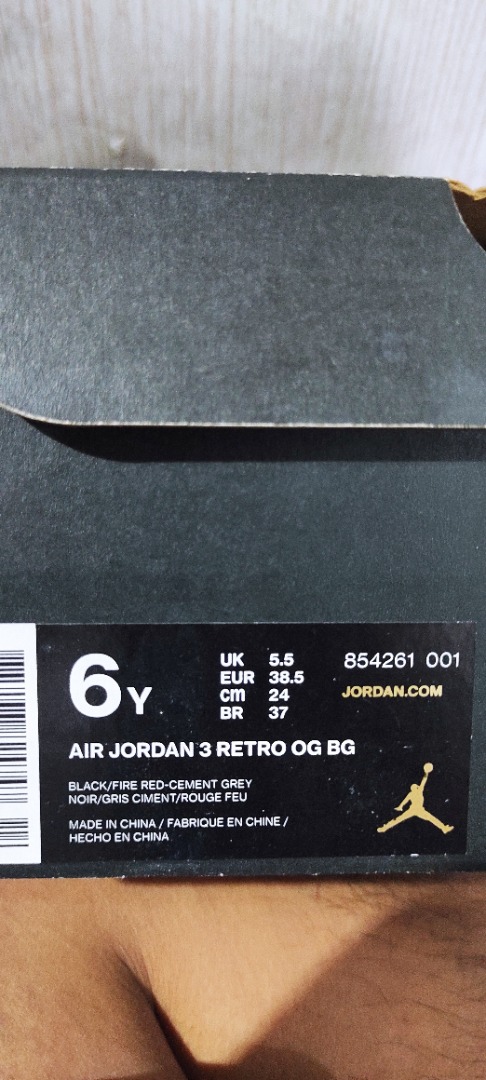 6Y
UK 5.5
EUR 38.5
cm 24
BR 37
854261 001
JORDAN.COM
AIR JORDAN 3 RETRO OG BG
BLACK/FIRE RED-CEMENT GREY
NOIR/GRIS CIMENT/ROUGE FEU
MADE IN CHINA / FABRIQUE EN CHINE /
HECHO EN CHINA